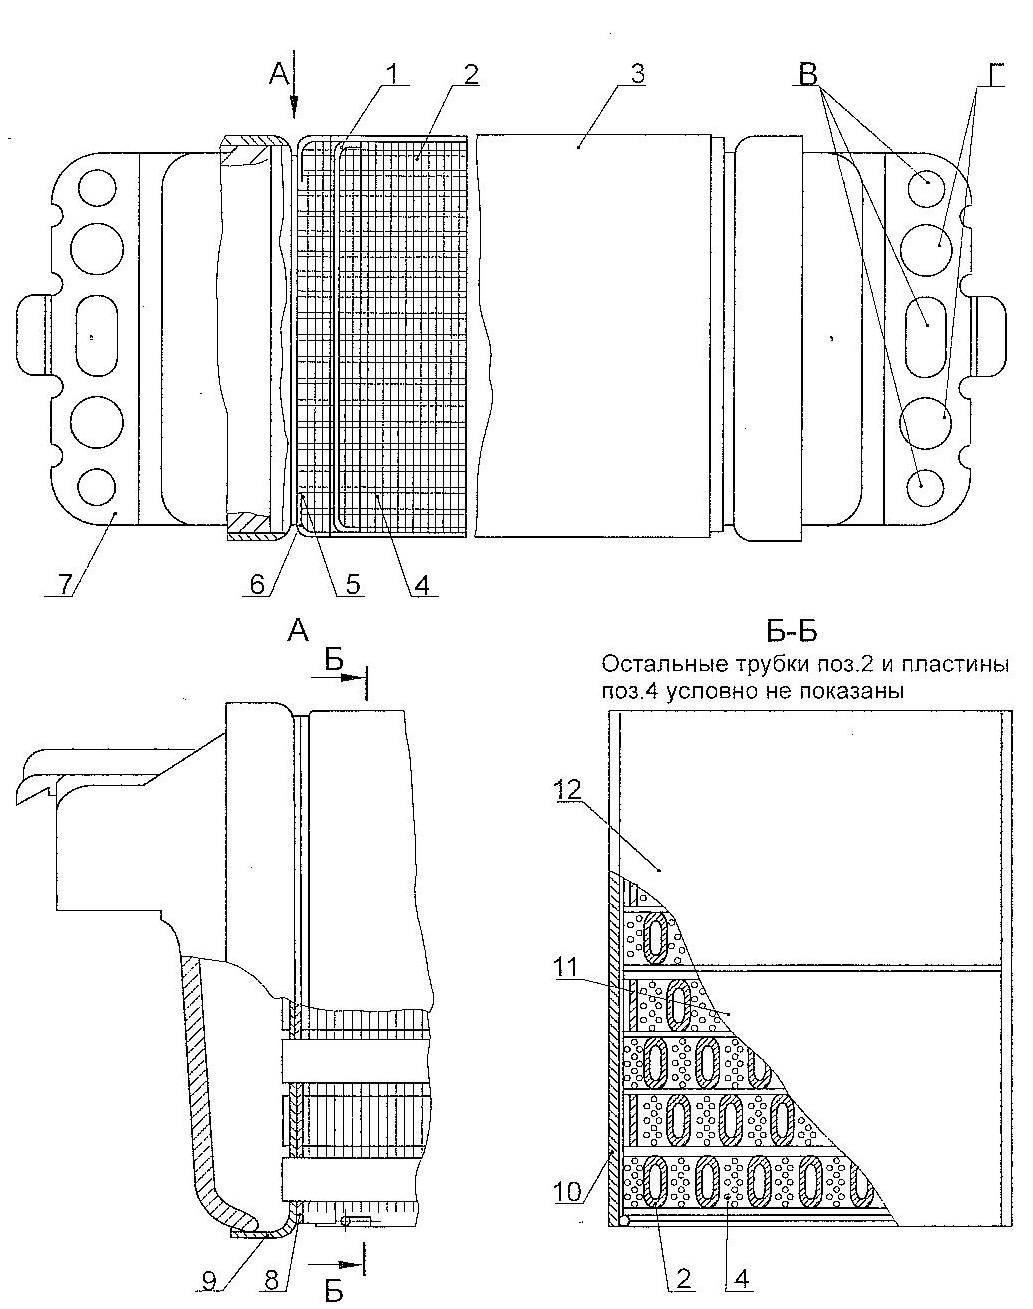 А
1
2
3
В
Г
7
6
5
4
А
Б
Б-Б
Остальные трубки поз.2 и пластины
поз.4 условно не показаны
12
11
10
9
8
Б
2
4